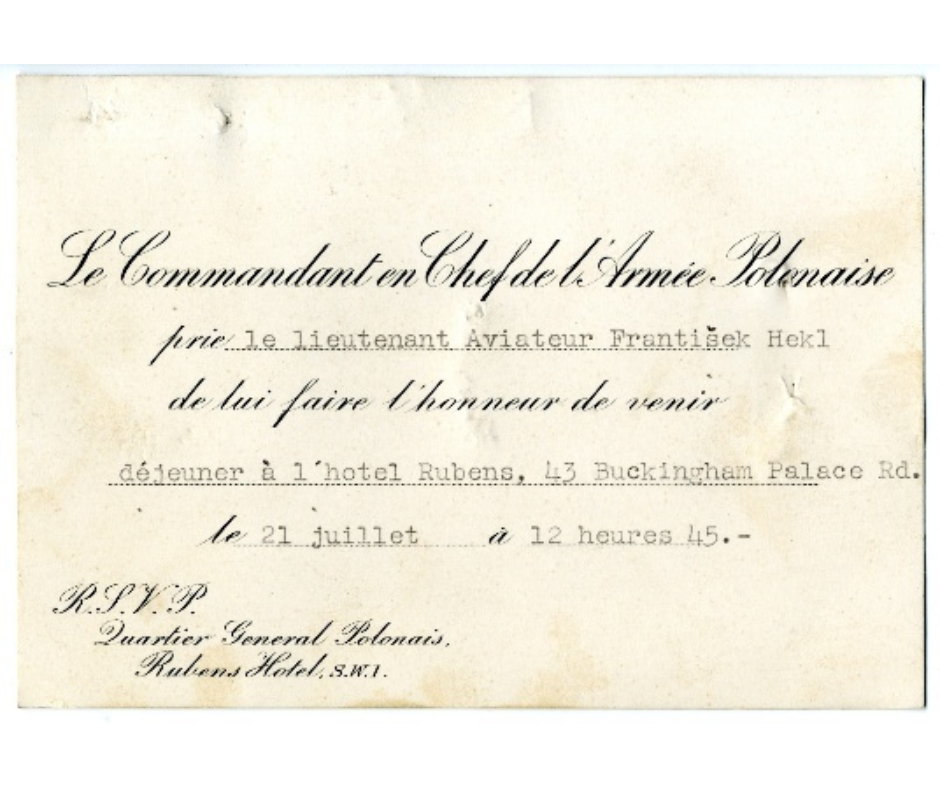 Le Commandant en Chef de l'Armée Polonaise
prie le lieutenant Aviateur František Hekl
de lui faire l'honneur de venir
déjeuner à l'hotel Rubens, 43 Buckingham Palace Rd.
le 21 juillet à 12 heures 45.-
R.S.V.P.
Quartier General Polonais,
Rubens Hotel, S.W.1.